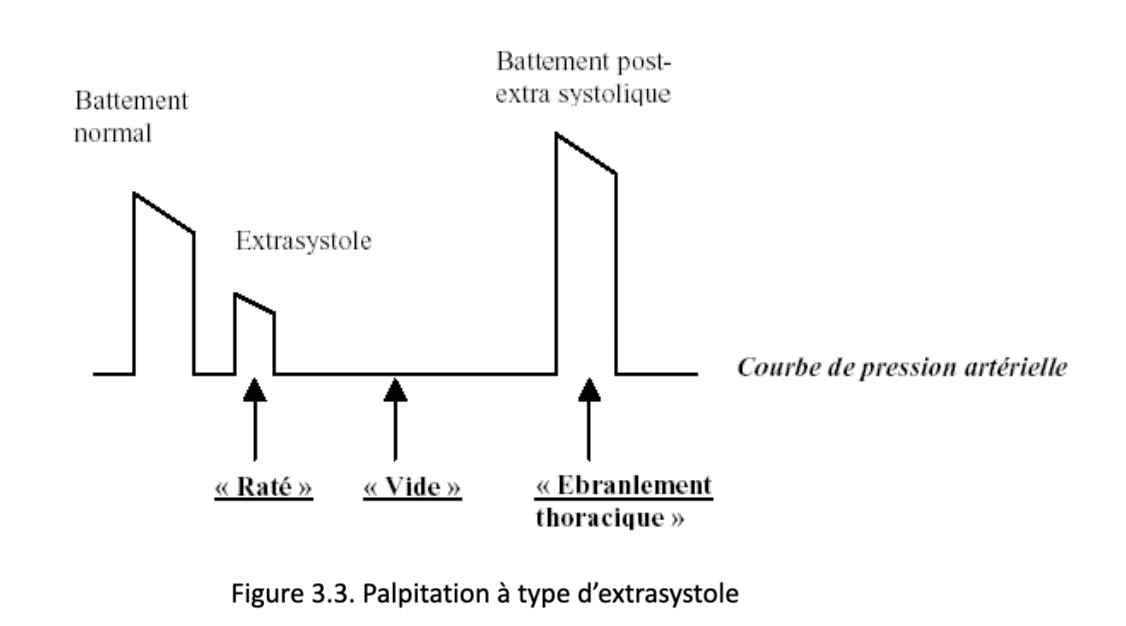 Battement post-
extra systolique
Battement
normal
Extrasystole
Courbe de pression artérielle
« Raté »
« Vide »
« Ebranlement
thoracique »
Figure 3.3. Palpitation à type d’extrasystole